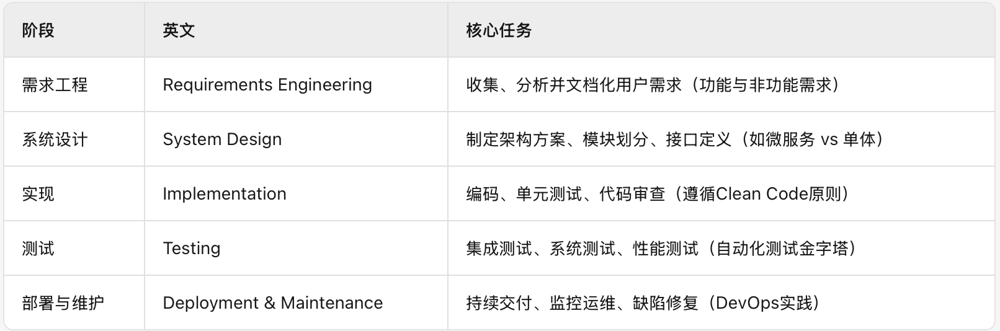 阶段 英文 核心任务
需求工程 Requirements Engineering 收集、分析并文档化用户需求（功能与非功能需求）
系统设计 System Design 制定架构方案、模块划分、接口定义（如微服务 vs 单体）
实现 Implementation 编码、单元测试、代码审查（遵循Clean Code原则）
测试 Testing 集成测试、系统测试、性能测试（自动化测试金字塔）
部署与维护 Deployment & Maintenance 持续交付、监控运维、缺陷修复（DevOps实践）